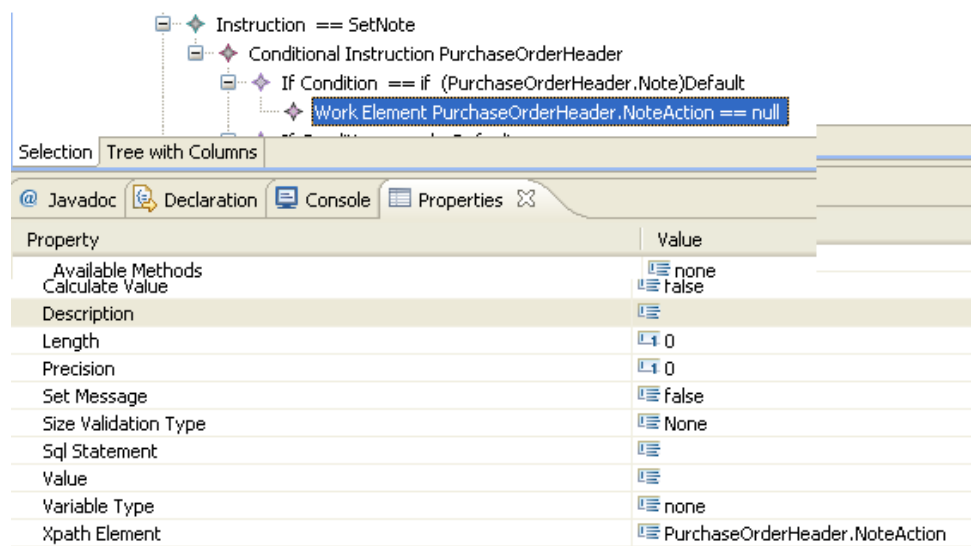 Instruction == SetNote
Conditional Instruction PurchaseOrderHeader
If Condition == if (PurchaseOrderHeader.Note)Default
Work Element PurchaseOrderHeader.NoteAction == null
Selection Tree with Columns
@ Javadoc Declaration Console Properties
Property Value
Available Methods none
Calculate Value false
Description
Length 0
Precision 0
Set Message false
Size Validation Type None
Sql Statement
Value
Variable Type none
Xpath Element PurchaseOrderHeader.NoteAction